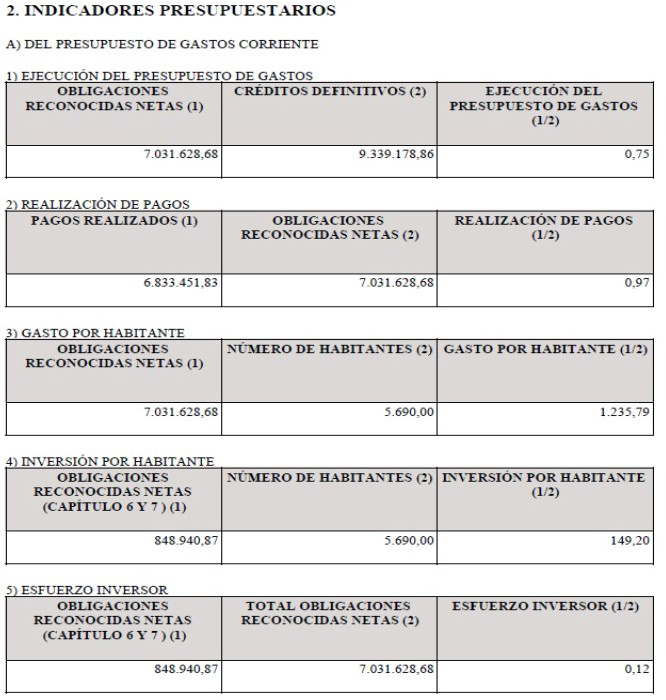 2. INDICADORES PRESUPUESTARIOS
A) DEL PRESUPUESTO DE GASTOS CORRIENTE
1) EJECUCIÓN DEL PRESUPUESTO DE GASTOS
OBLIGACIONES
RECONOCIDAS NETAS (1)
CRÉDITOS DEFINITIVOS (2)
EJECUCIÓN DEL
PRESUPUESTO DE GASTOS
(1/2)
7.031.628,68
9.339.178,86
0,75
2) REALIZACIÓN DE PAGOS
PAGOS REALIZADOS (1)
OBLIGACIONES
RECONOCIDAS NETAS (2)
REALIZACIÓN DE PAGOS
(1/2)
6.833.451,83
7.031.628,68
0,97
3) GASTO POR HABITANTE
OBLIGACIONES
RECONOCIDAS NETAS (1)
NÚMERO DE HABITANTES (2)
GASTO POR HABITANTE (1/2)
7.031.628,68
5.690,00
1.235,79
4) INVERSIÓN POR HABITANTE
OBLIGACIONES
RECONOCIDAS NETAS
(CAPÍTULO 6 Y 7 ) (1)
NÚMERO DE HABITANTES (2)
INVERSIÓN POR HABITANTE
(1/2)
848.940,87
5.690,00
149,20
5) ESFUERZO INVERSOR
OBLIGACIONES
RECONOCIDAS NETAS
(CAPÍTULO 6 Y 7 ) (1)
TOTAL OBLIGACIONES
RECONOCIDAS NETAS (2)
ESFUERZO INVERSOR (1/2)
848.940,87
7.031.628,68
0,12